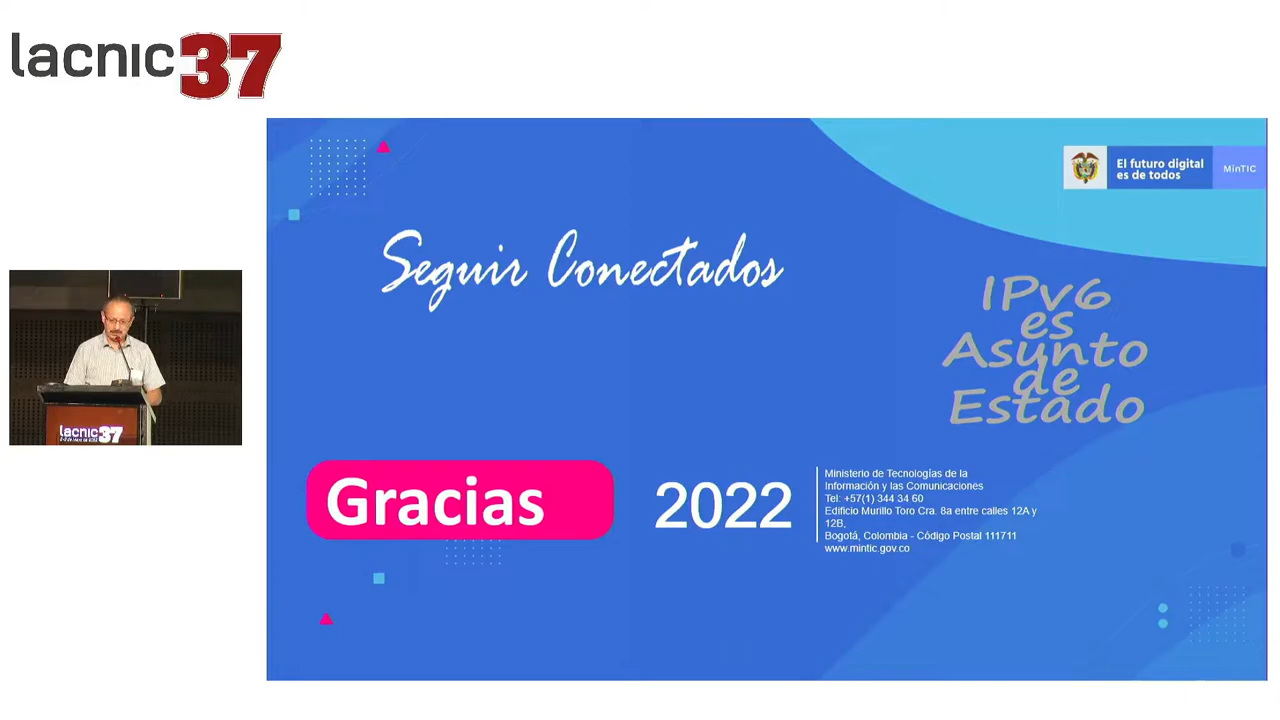 lacnic37
El futuro digital
es de todos
MinTIC
Seguir Conectados
IPv6
es
Asunto
de
Estado
lacnic37
Gracias
2022
Ministerio de Tecnologías de la
Información y las Comunicaciones
Tel: +57(1) 344 34 60
Edificio Murillo Toro Cra. 8a entre calles 12A y
12B,
Bogotá, Colombia - Código Postal 111711
www.mintic.gov.co